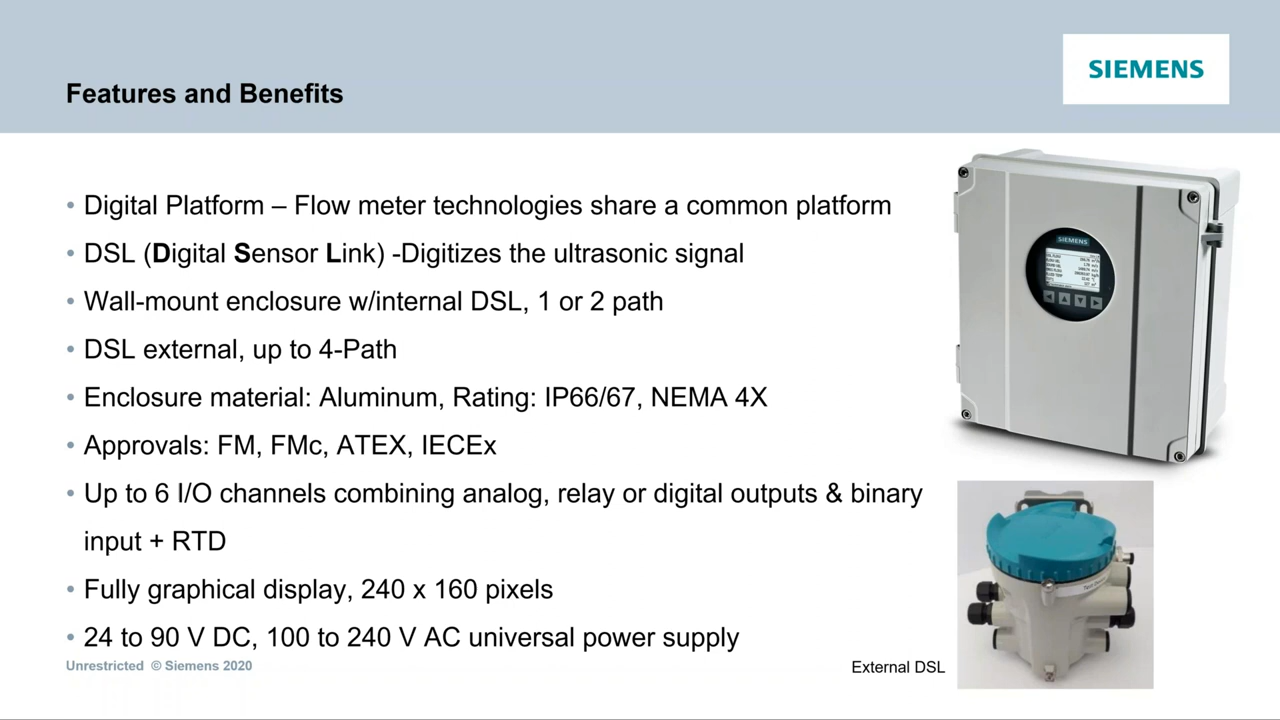 Features and Benefits
SIEMENS
• Digital Platform – Flow meter technologies share a common platform
• DSL (Digital Sensor Link) -Digitizes the ultrasonic signal
• Wall-mount enclosure w/internal DSL, 1 or 2 path
• DSL external, up to 4-Path
• Enclosure material: Aluminum, Rating: IP66/67, NEMA 4X
• Approvals: FM, FMc, ATEX, IECEx
• Up to 6 I/O channels combining analog, relay or digital outputs & binary
input + RTD
• Fully graphical display, 240 x 160 pixels
• 24 to 90 V DC, 100 to 240 V AC universal power supply
SIEMENS
External DSL
Unrestricted © Siemens 2020